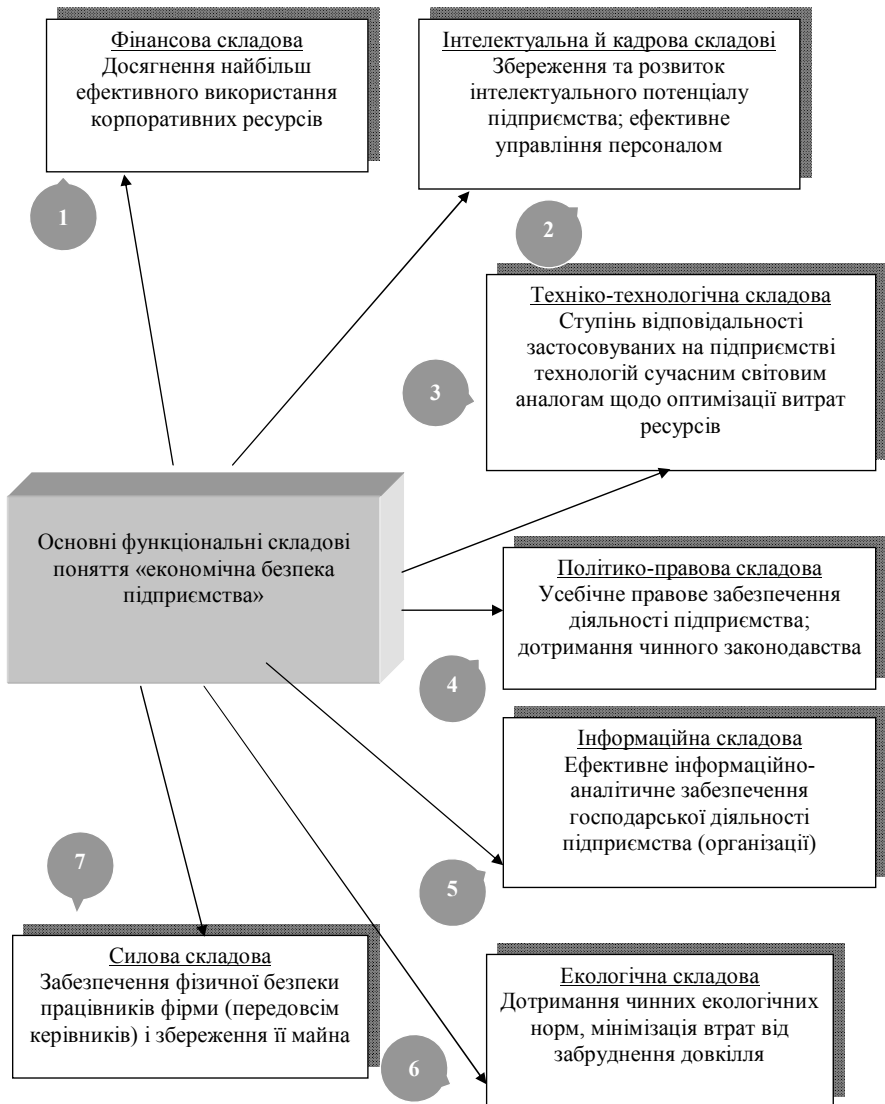 Фінансова складова
Досягнення найбільш
ефективного використання
корпоративних ресурсів
Інтелектуальна й кадрова складові
Збереження та розвиток
інтелектуального потенціалу
підприємства; ефективне
управління персоналом
1
2
Техніко-технологічна складова
Ступінь відповідальності
застосовуваних на підприємстві
технологій сучасним світовим
аналогам щодо оптимізації витрат
ресурсів
3
Основні функціональні складові
поняття «економічна безпека
підприємства»
Політико-правова складова
Усебічне правове забезпечення
діяльності підприємства;
дотримання чинного законодавства
4
Інформаційна складова
Ефективне інформаційно-
аналітичне забезпечення
господарської діяльності
підприємства (організації)
5
7
Силова складова
Забезпечення фізичної безпеки
працівників фірми (передовсім
керівників) і збереження її майна
Екологічна складова
Дотримання чинних екологічних
норм, мінімізація втрат від
забруднення довкілля
6